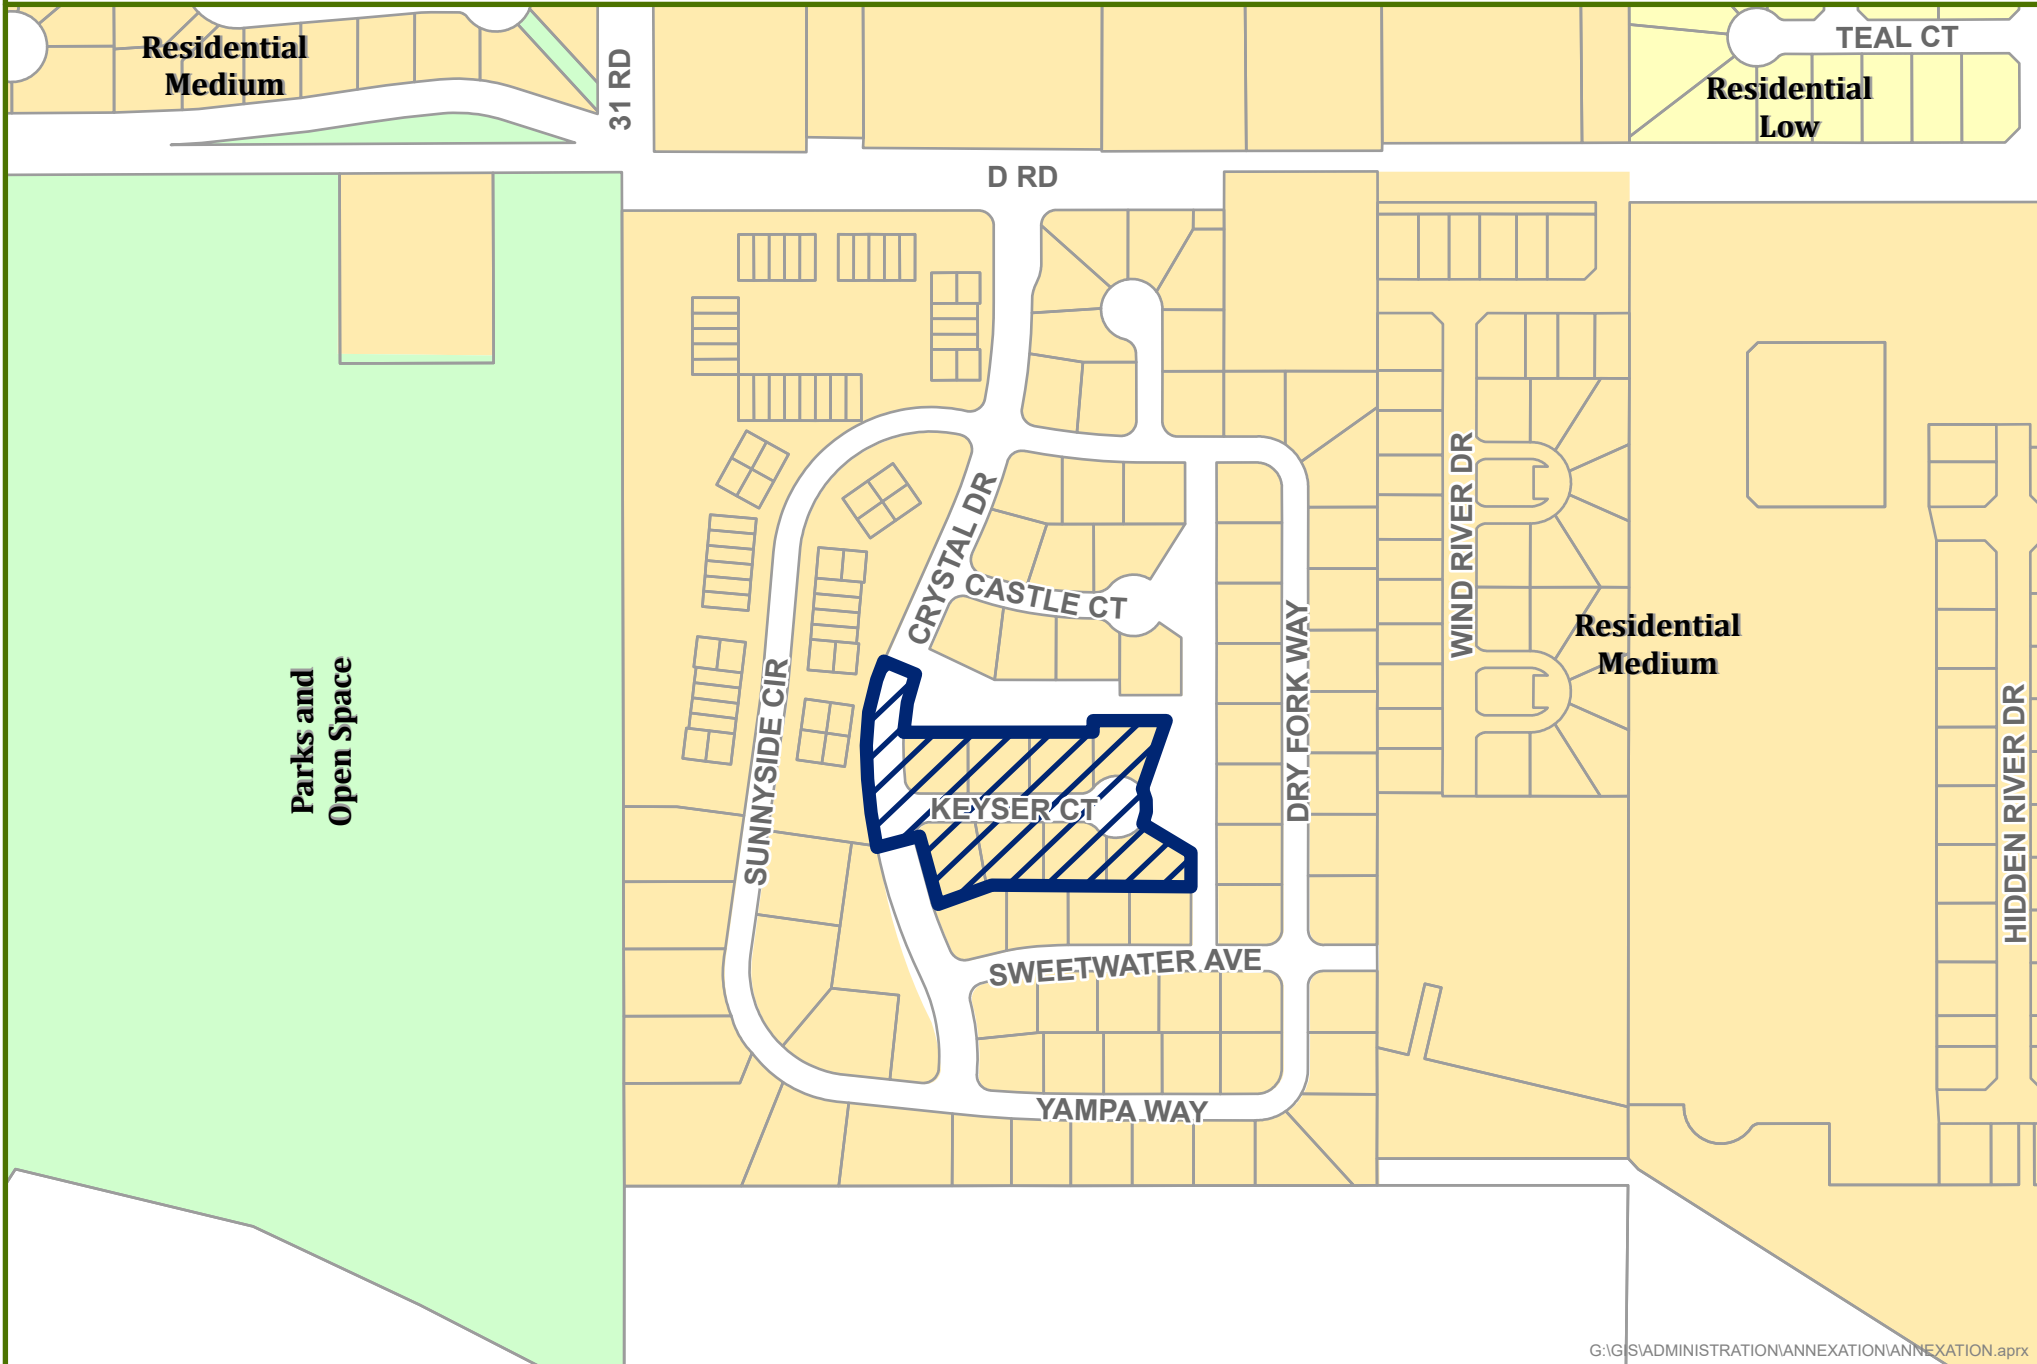 Residential
Medium
31 RD
TEAL CT
Residential
Low
D RD
CRYSTAL DR
CASTLE CT
WIND RIVER DR
DRY FORK WAY
Residential
Medium
Parks and
Open Space
SUNNYSIDE CIR
KEYSER CT
HIDDEN RIVER DR
SWEETWATER AVE
YAMPA WAY
G:\GIS\ADMINISTRATION\ANNEXATION\ANNEXATION.aprx